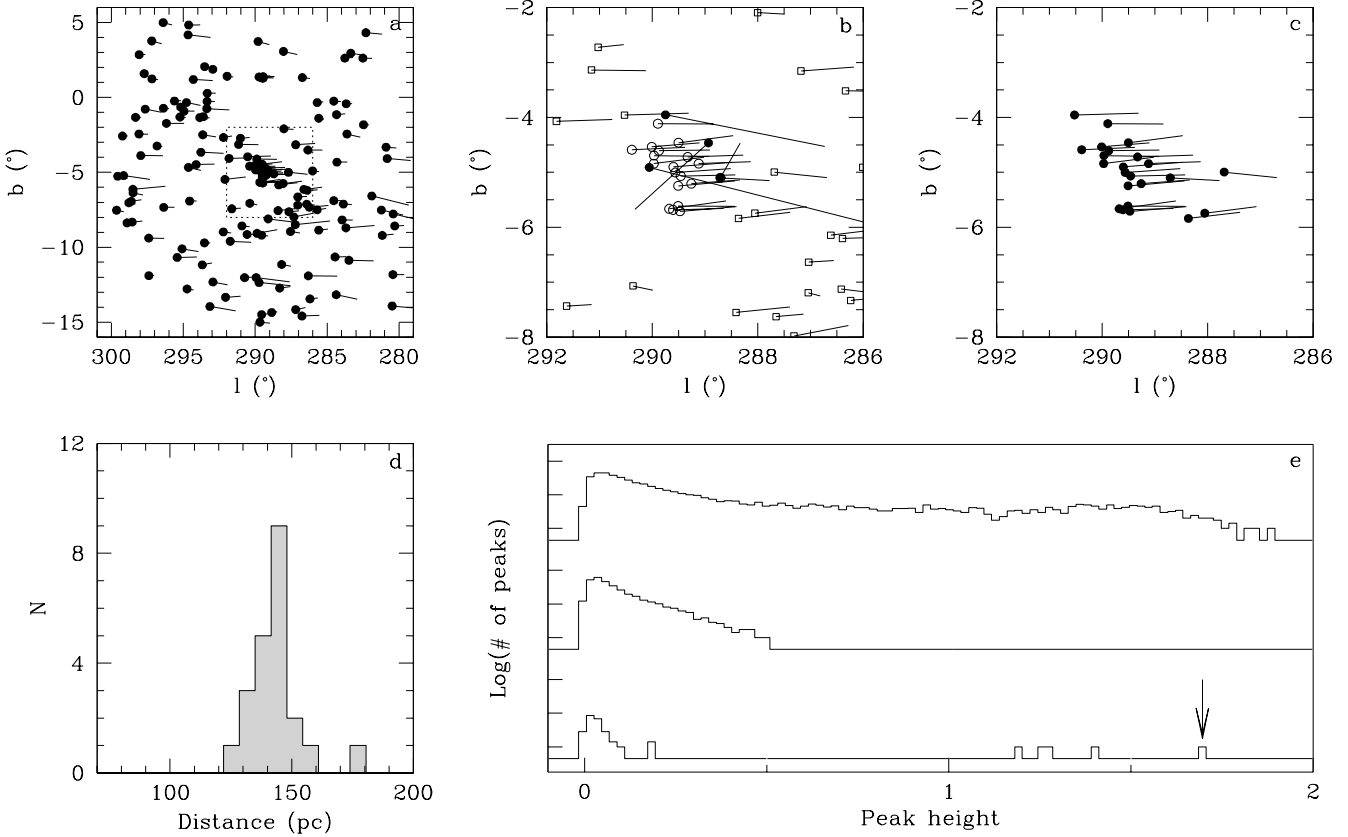 a
5
0
−5
−10
−15
b (°)
300 295 290 285 280
l (°)
b
−2
−4
−6
−8
b (°)
292 290 288 286
l (°)
c
−2
−4
−6
−8
b (°)
292 290 288 286
l (°)
d
12
8
4
0
N
100 150 200
Distance (pc)
e
Log(# of peaks)
0 1 2
Peak height